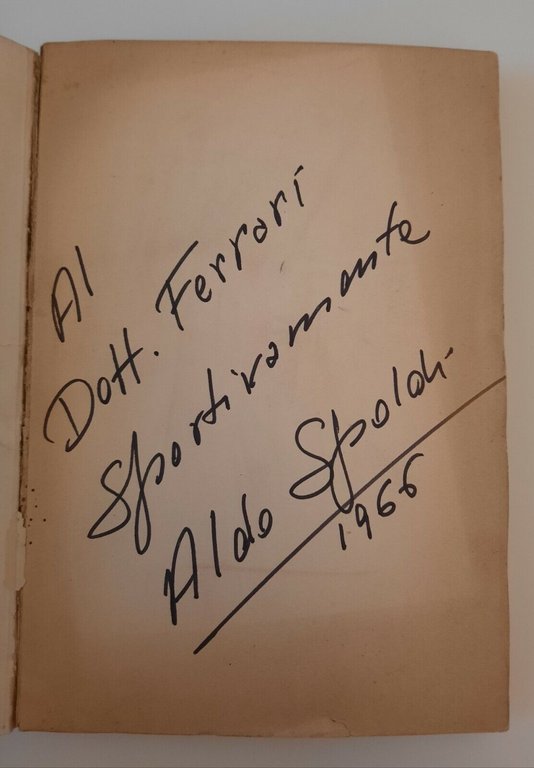 Al
Dott. Ferrari
Sportivamente
Aldo Spoldi
1966